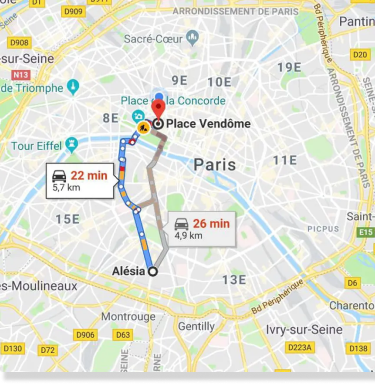 D909
ARRONDISSEMENT DE PARIS
Bd Périphérique
Pantin
D908
Sacré-Cœur
D20
sur-Seine
N13
9E
19E
de Triomphe
10E
Place de la Concorde
8E
Place Vendôme
ARRONDISSEMENT DE PARIS
Tour Eiffel
11E
Paris
22 min
5,7 km
15E
Saint-
26 min
4,9 km
PICPUS
E15
Alésia
13E
es-Moulineaux
D6
Montrouge
Bd Périphérique
Charento
D906
D63
Gentilly
Ivry-sur-Seine
D130
D72
SEINE
D223A
D138